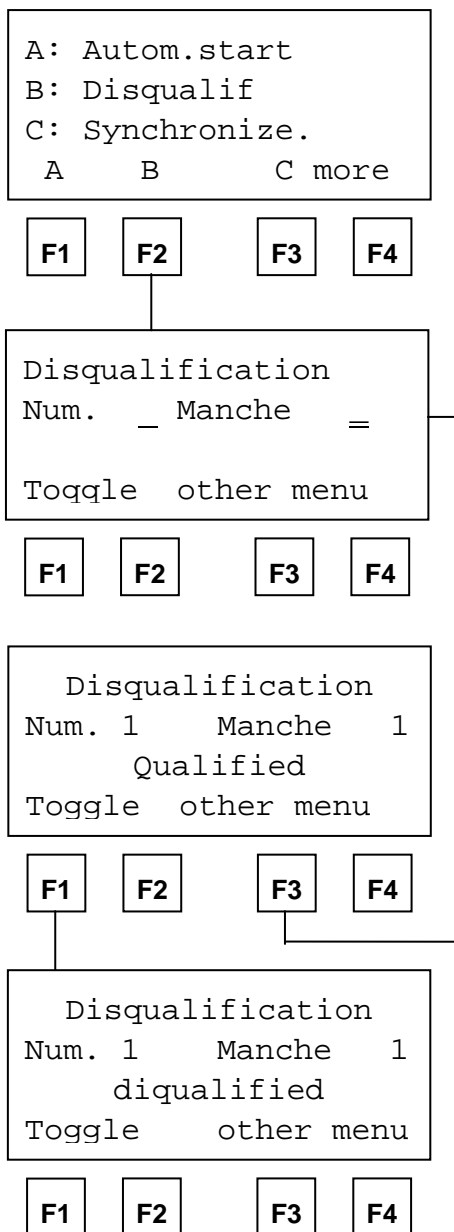 A: Autom.start
B: Disqualif
C: Synchronize.
A B C more
F1 F2 F3 F4
Disqualification
Num. _ Manche _
Toggle other menu
F1 F2 F3 F4
Disqualification
Num. 1 Manche 1
Qualified
Toggle other menu
F1 F2 F3 F4
Disqualification
Num. 1 Manche 1
diqualified
Toggle other menu
F1 F2 F3 F4